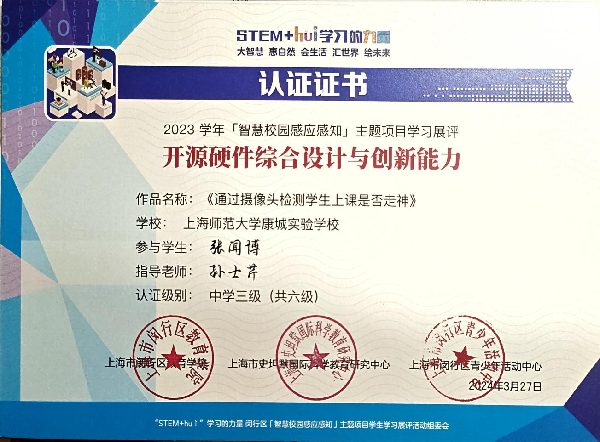 STEM+hui学习的力量
大智慧 惠自然 会生活 汇世界 绘未来
认证证书
2023 学年「智慧校园感应感知」主题项目学习展评
开源硬件综合设计与创新能力
作品名称：《通过摄像头检测学生上课是否走神》
学校： 上海师范大学康城实验学校
参与学生： 张闻博
指导老师： 孙士芹
认证级别： 中学三级（共六级）
上海市闵行区教育学院 上海市史坦默国际科学教育研究中心 上海市闵行区青少年活动中心
2024年3月27日
"STEM+hui"学习的力量 闵行区「智慧校园感应感知」主题项目学生学习展评活动组委会